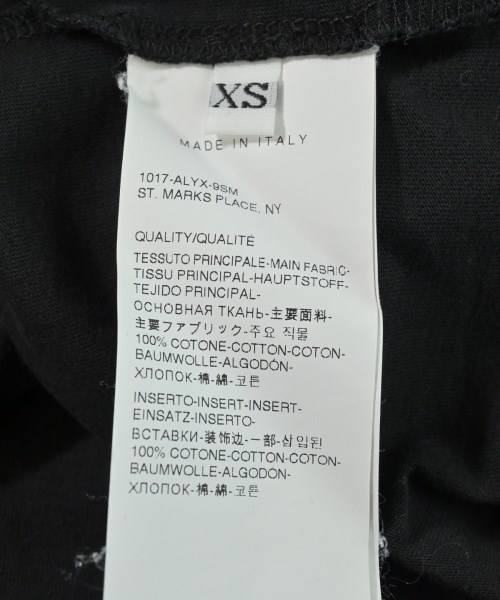 XS
MADE IN ITALY
1017-ALYX-9SM
ST. MARKS PLACE, NY
QUALITY/QUALITÉ
TESSUTO PRINCIPALE-MAIN FABRIC-
TISSU PRINCIPAL-HAUPTSTOFF-
TEJIDO PRINCIPAL-
ОСНОВНАЯ ТКАНЬ-主要面料-
主要ファブリック-주요 직물
100% COTONE-COTTON-COTON-
BAUMWOLLE-ALGODÓN-
ХЛОПОК-棉-綿-코튼
INSERTO-INSERT-INSERT-
EINSATZ-INSERTO-
ВСТАВКИ-装饰边-一部-삽입된
100% COTONE-COTTON-COTON-
BAUMWOLLE-ALGODÓN-
ХЛОПОК-棉-綿-코튼